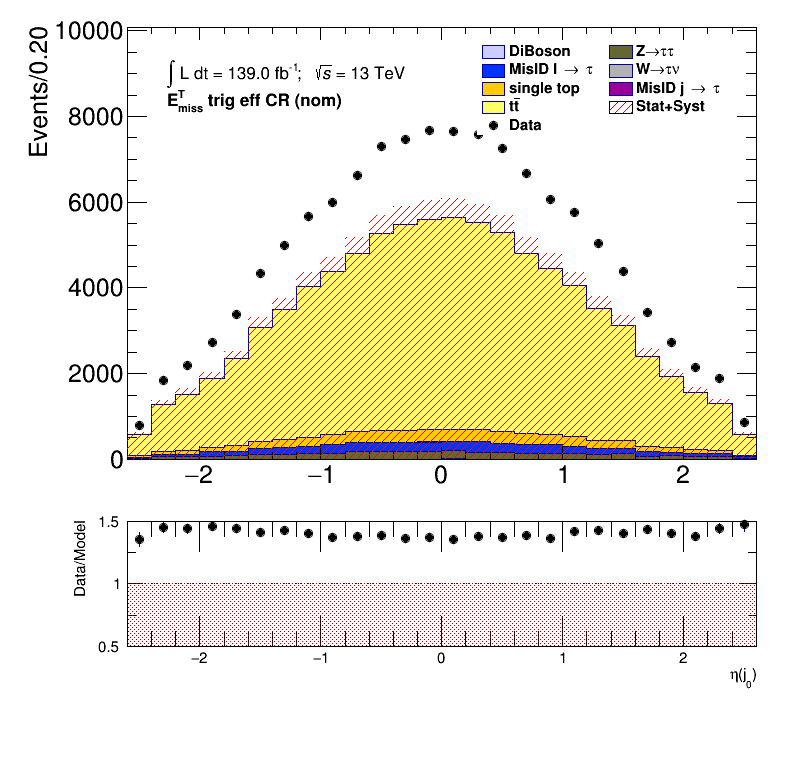 10000
8000
6000
4000
2000
0
Events/0.20
∫ L dt = 139.0 fb⁻¹; √s = 13 TeV
E^T_miss trig eff CR (nom)
DiBoson
Z→ττ
MisID l → τ
W→τν
single top
MisID j → τ
tt̄
Stat+Syst
Data
−2 −1 0 1 2
1.5
1
0.5
Data/Model
−2 −1 0 1 2
η(j₀)